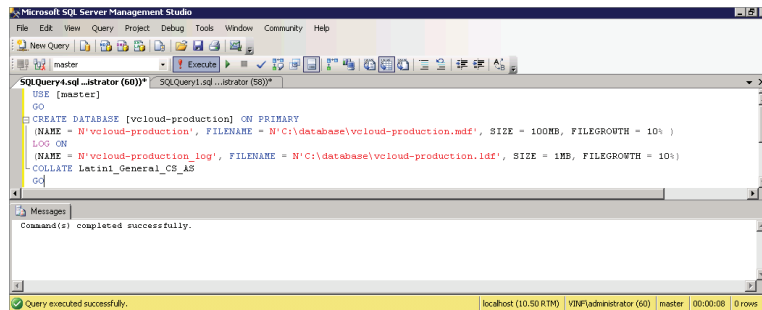 Microsoft SQL Server Management Studio
File Edit View Query Project Debug Tools Window Community Help
New Query
master Execute
SQLQuery4.sql ...istrator (60))* SQLQuery1.sql ...istrator (58))*
USE [master]
GO
CREATE DATABASE [vcloud-production] ON PRIMARY
(NAME = N'vcloud-production', FILENAME = N'C:\database\vcloud-production.mdf', SIZE = 100MB, FILEGROWTH = 10% )
LOG ON
(NAME = N'vcloud-production_log', FILENAME = N'C:\database\vcloud-production.ldf', SIZE = 1MB, FILEGROWTH = 10%)
COLLATE Latin1_General_CS_AS
GO
Messages
Command(s) completed successfully.
Query executed successfully. localhost (10.50 RTM) VINF\administrator (60) master 00:00:08 0 rows